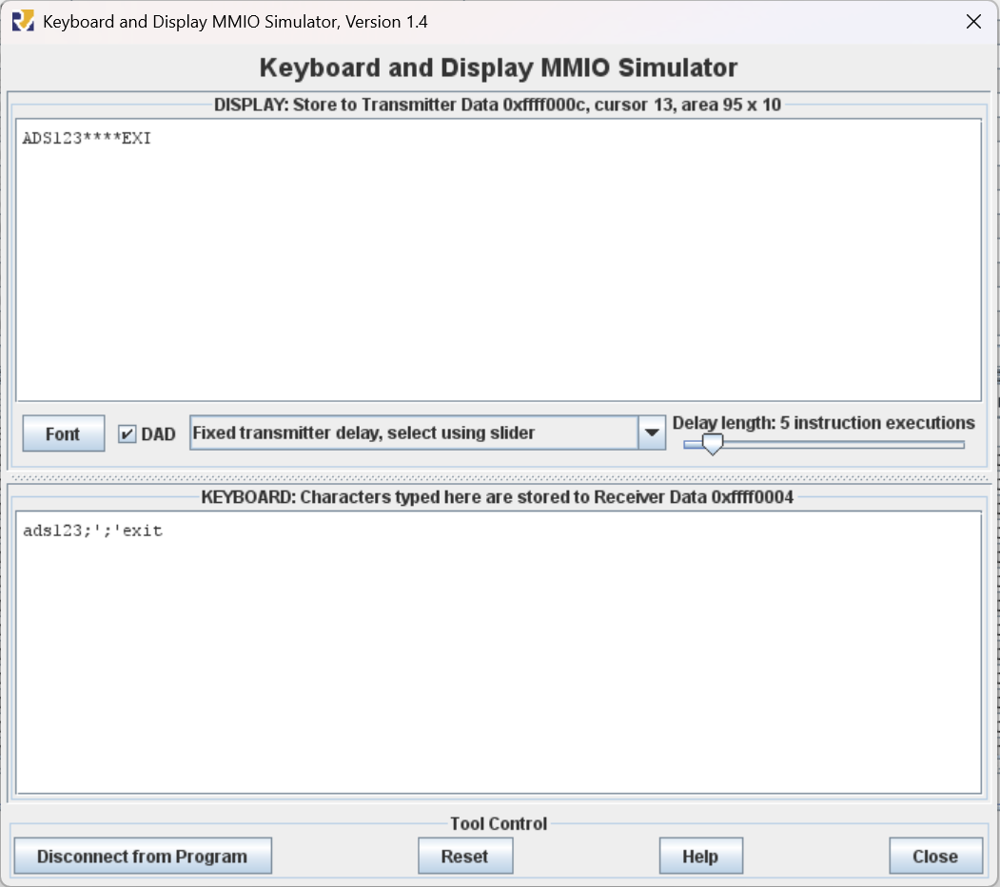 Keyboard and Display MMIO Simulator, Version 1.4
Keyboard and Display MMIO Simulator
DISPLAY: Store to Transmitter Data 0xffff000c, cursor 13, area 95 x 10
ADS123****EXI
Font
DAD
Fixed transmitter delay, select using slider
Delay length: 5 instruction executions
KEYBOARD: Characters typed here are stored to Receiver Data 0xffff0004
ads123;';'exit
Tool Control
Disconnect from Program
Reset
Help
Close